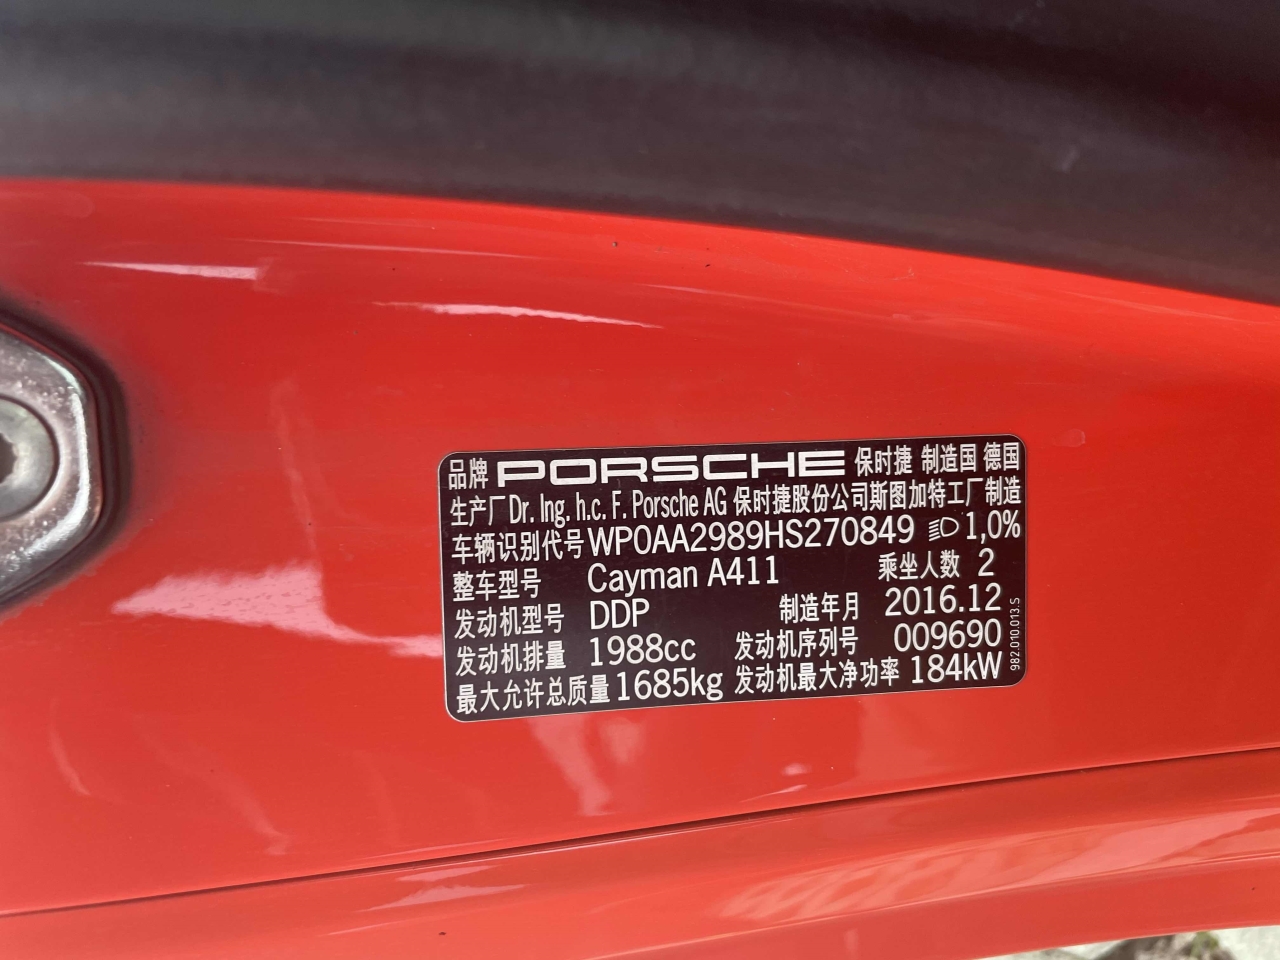 品牌 PORSCHE 保时捷 制造国 德国
生产厂 Dr. Ing. h.c. F. Porsche AG 保时捷股份公司斯图加特工厂制造
车辆识别代号 WP0AA2989HS270849 1,0%
整车型号 Cayman A411 乘坐人数 2
发动机型号 DDP 制造年月 2016.12
发动机排量 1988cc 发动机序列号 009690
最大允许总质量 1685kg 发动机最大净功率 184kW
982.010.013.S